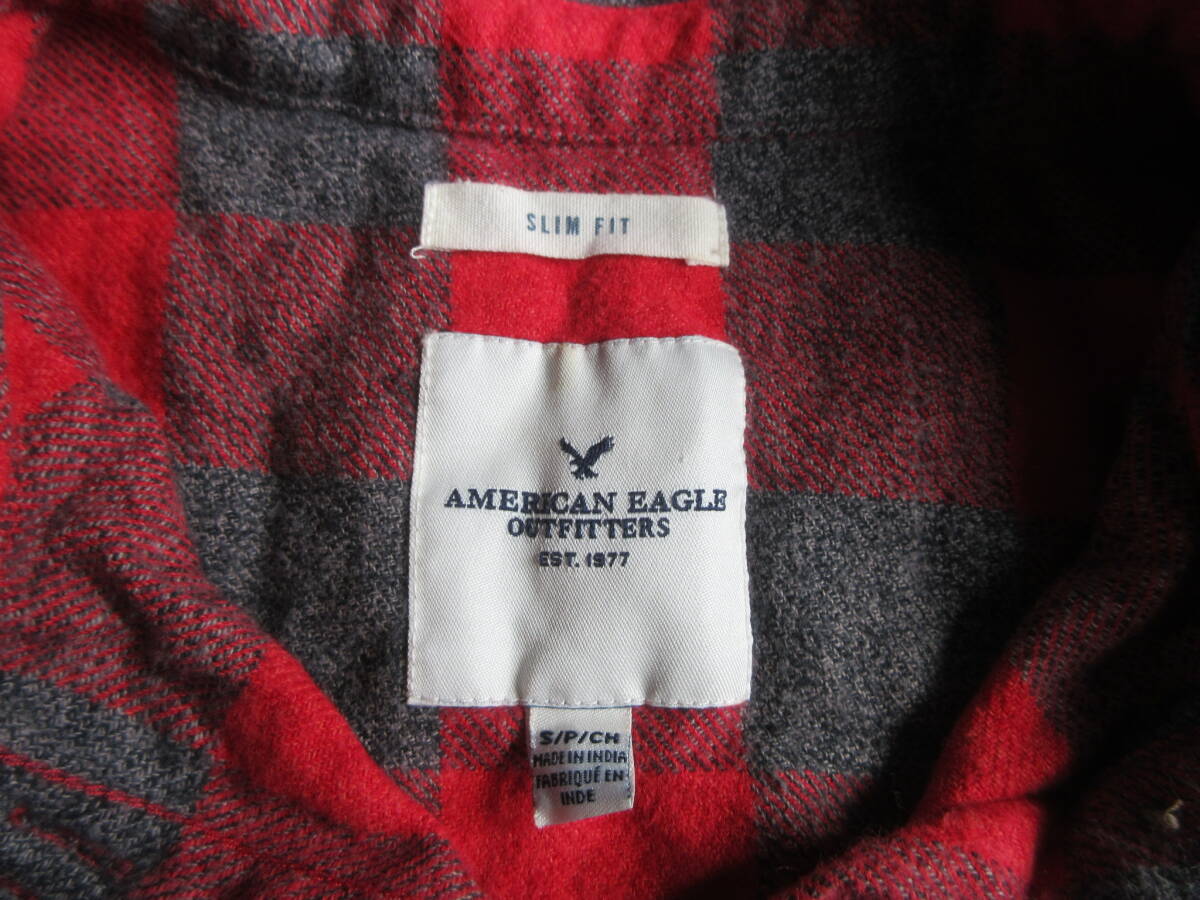 SLIM FIT
AMERICAN EAGLE
OUTFITTERS
EST. 1977
S/P/CH
MADE IN INDIA
FABRIQUÉ EN
INDE